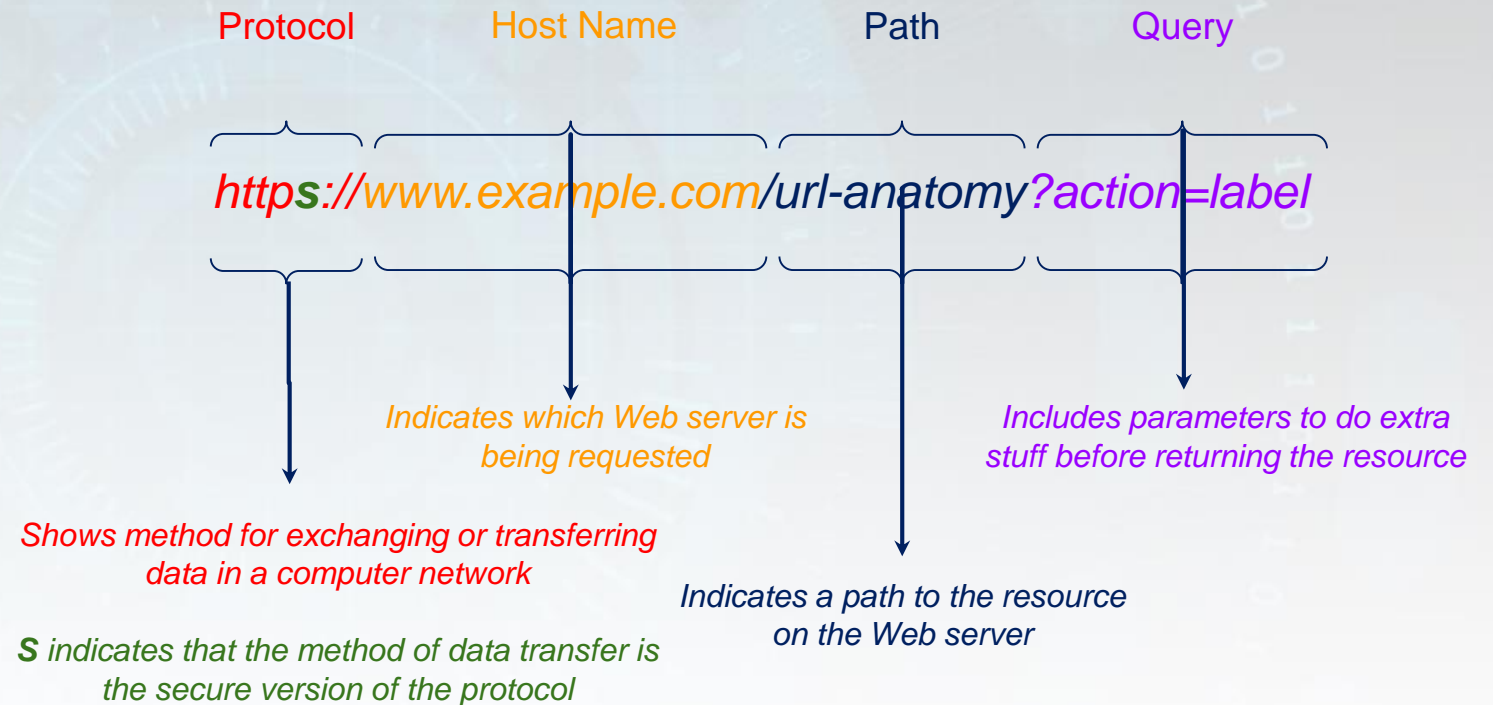 Protocol
Host Name
Path
Query
https://www.example.com/url-anatomy?action=label
Indicates which Web server is
being requested
Includes parameters to do extra
stuff before returning the resource
Shows method for exchanging or transferring
data in a computer network
Indicates a path to the resource
on the Web server
S indicates that the method of data transfer is
the secure version of the protocol